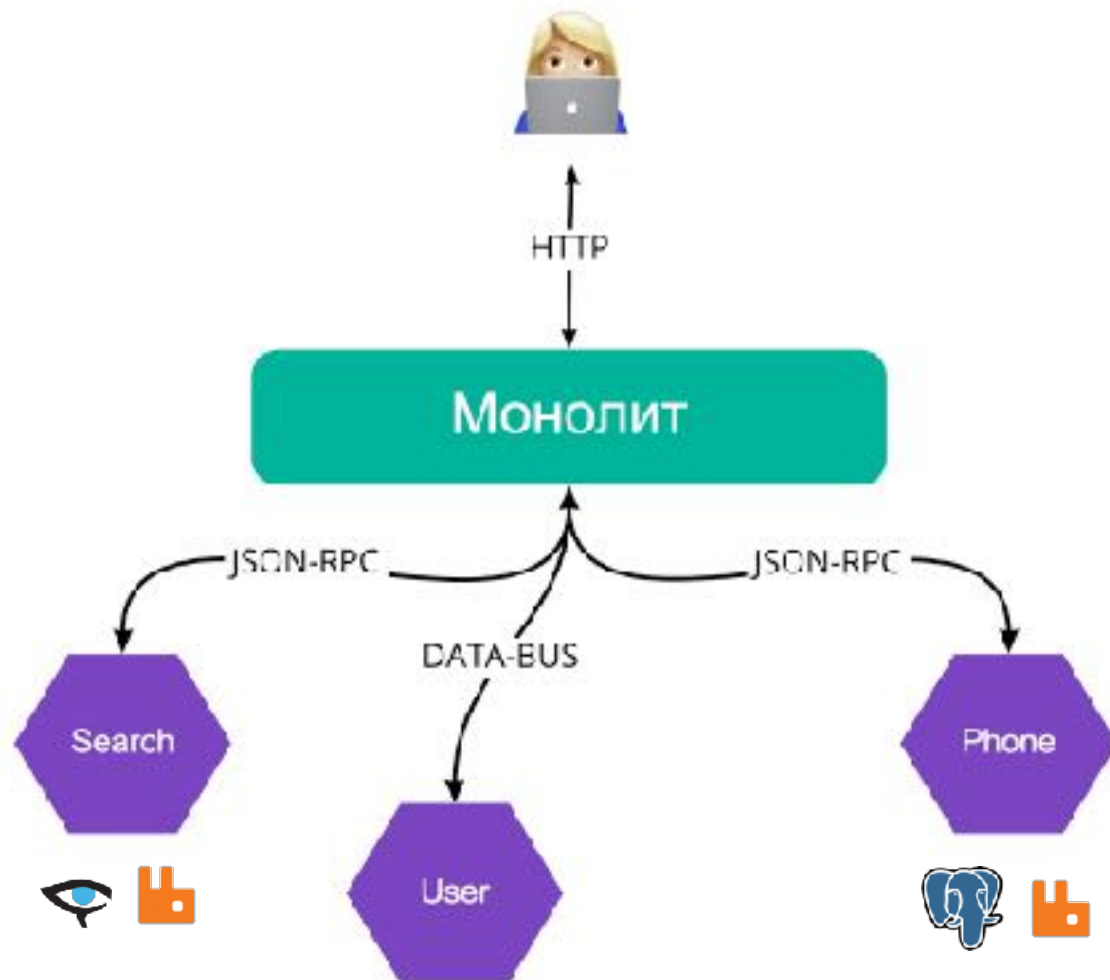 HTTP
Монолит
JSON-RPC
JSON-RPC
DATA-BUS
Search
Phone
User